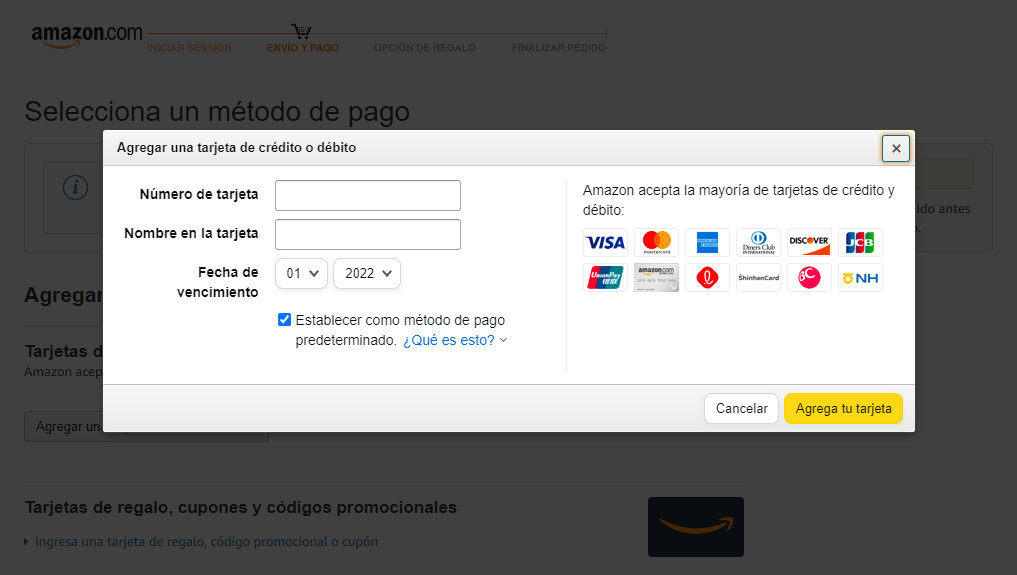 amazon.com
INICIAR SESSION
ENVÍO Y PAGO
OPCIÓN DE REGALO
FINALIZAR PEDIDO
Selecciona un método de pago
Agregar una tarjeta de crédito o débito
Número de tarjeta
Nombre en la tarjeta
Fecha de
vencimiento
01
2022
Establecer como método de pago
predeterminado. ¿Qué es esto?
Amazon acepta la mayoría de tarjetas de crédito y
débito:
VISA
mastercard
AMERICAN EXPRESS
Diners Club
INTERNATIONAL
DISCOVER
JCB
UnionPay
银联
amazon.com
ShinhanCard
NH
ido antes
Agregar
Tarjetas d
Amazon acep
Cancelar
Agrega tu tarjeta
Agregar un
Tarjetas de regalo, cupones y códigos promocionales
Ingresa una tarjeta de regalo, código promocional o cupón